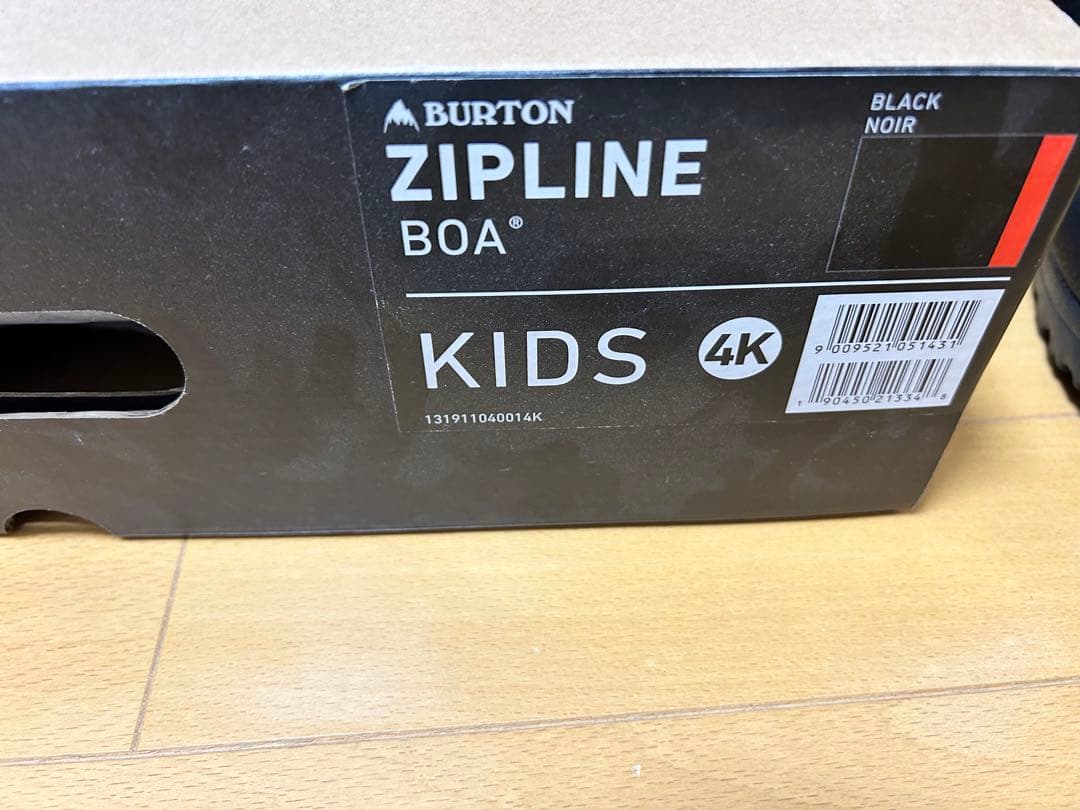 BURTON
ZIPLINE
BOA®
BLACK
NOIR
KIDS 4K
131911040014K
9 009521 051431
1 90450 21334 8